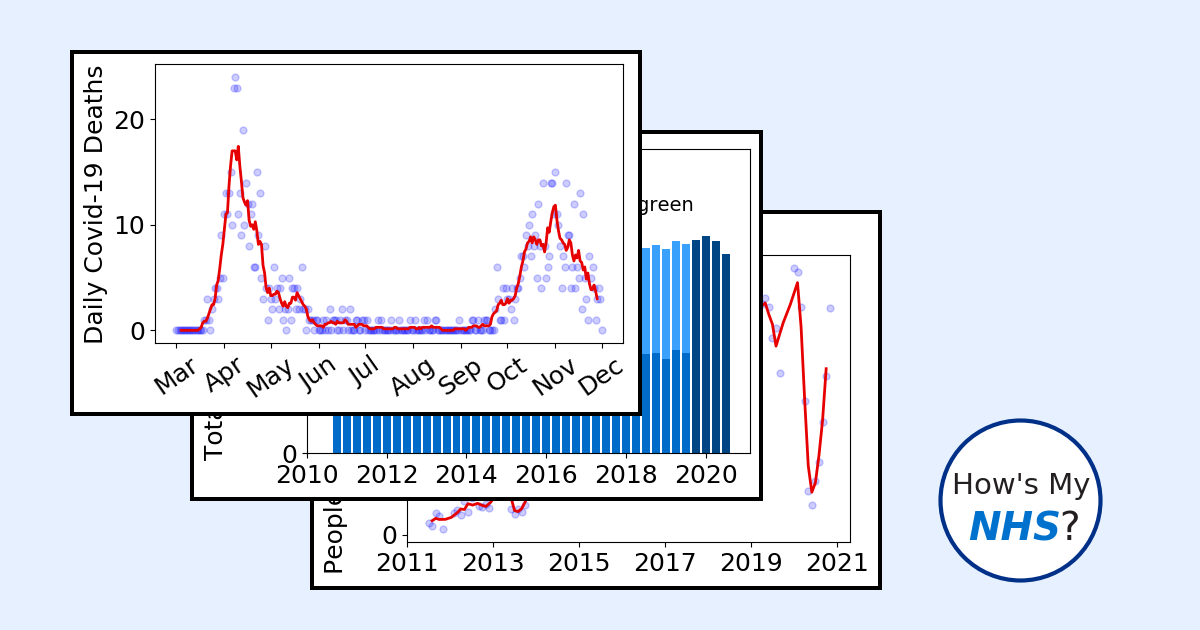 Daily Covid-19 Deaths
20
10
0
Mar Apr May Jun Jul Aug Sep Oct Nov Dec
green
0
2010 2012 2014 2016 2018 2020
People
0
2011 2013 2015 2017 2019 2021
How's My
NHS?